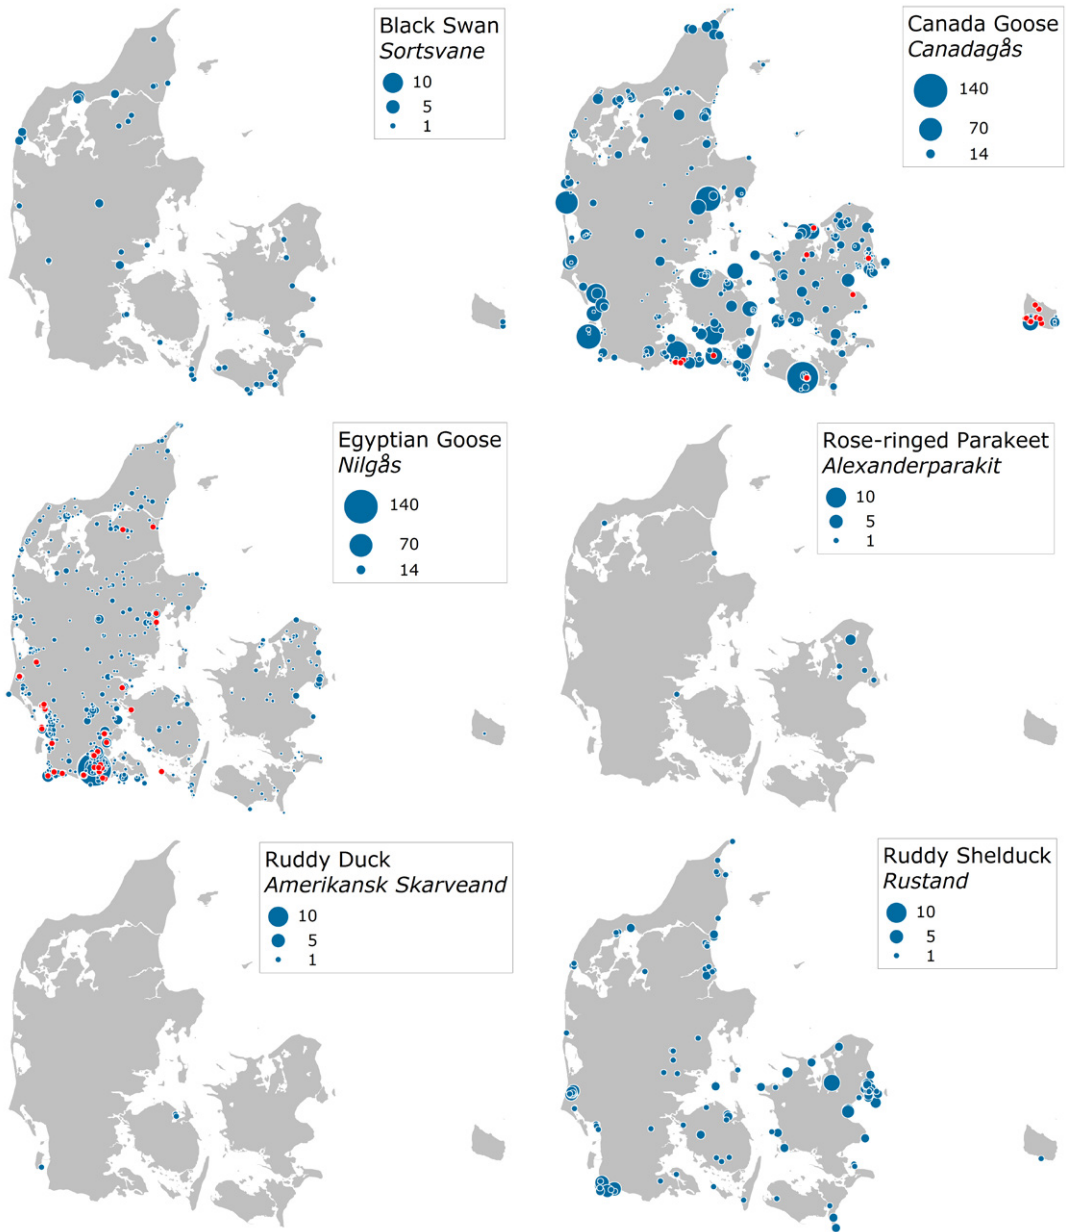 Black Swan
Sortsvane
10
5
1
Canada Goose
Canadagås
140
70
14
Egyptian Goose
Nilgås
140
70
14
Rose-ringed Parakeet
Alexanderparakit
10
5
1
Ruddy Duck
Amerikansk Skarveand
10
5
1
Ruddy Shelduck
Rustand
10
5
1